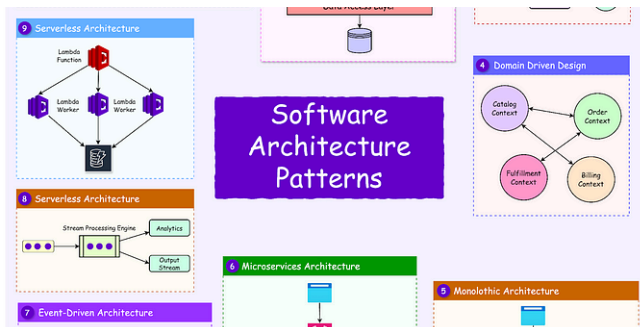 9 Serverless Architecture
Lambda
Function
Lambda
Worker
Lambda
Worker
8 Serverless Architecture
Stream Processing Engine
Analytics
Output
Stream
7 Event-Driven Architecture
Data Access Layer
Software
Architecture
Patterns
6 Microservices Architecture
4 Domain Driven Design
Catalog
Context
Order
Context
Fulfillment
Context
Billing
Context
5 Monolothic Architecture